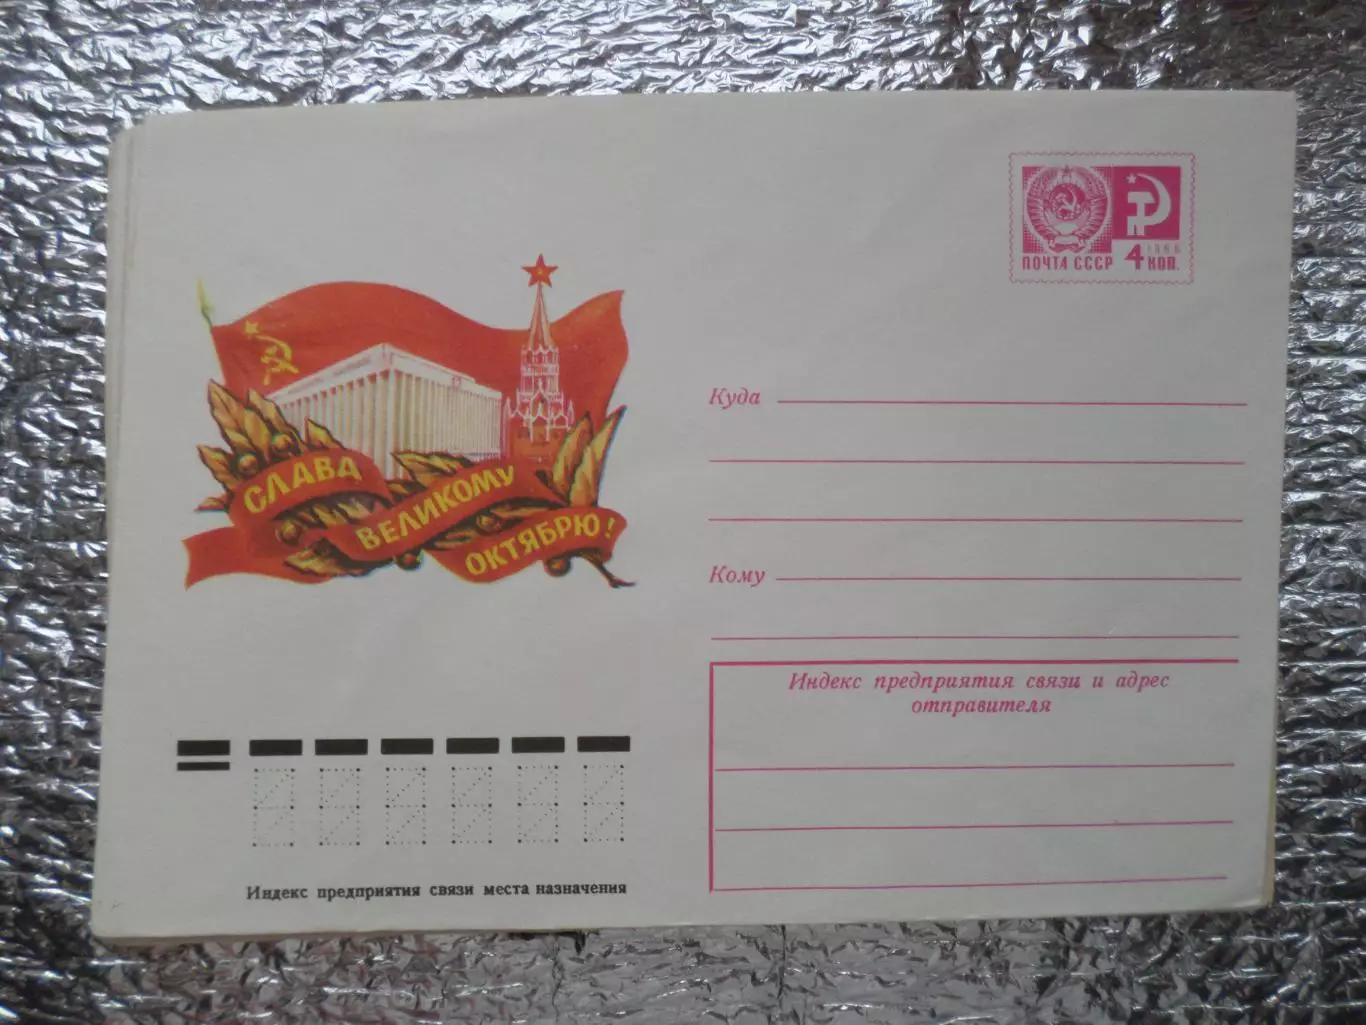 1966
ПОЧТА СССР 4 КОП.
СЛАВА
ВЕЛИКОМУ
ОКТЯБРЮ!
Куда
Кому
Индекс предприятия связи и адрес
отправителя
Индекс предприятия связи места назначения